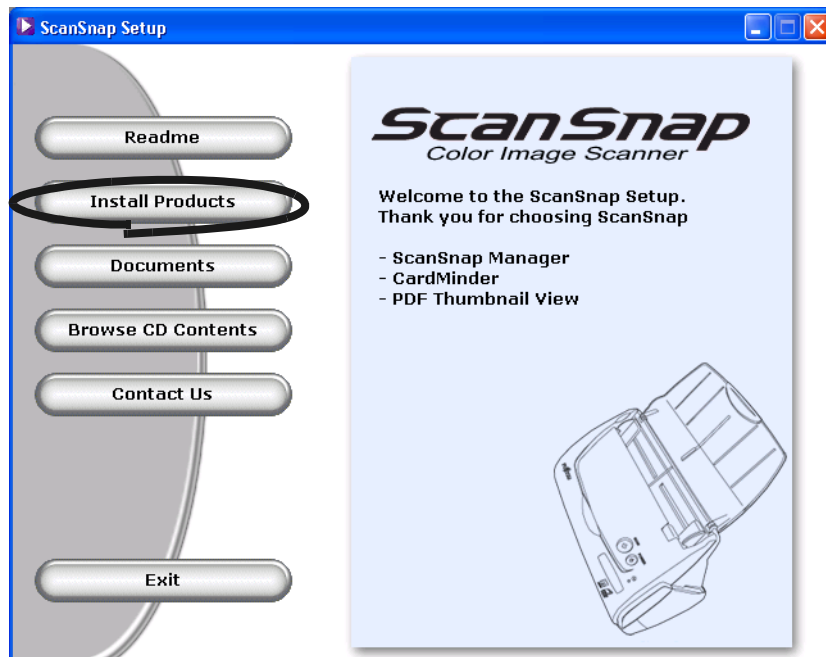 ScanSnap Setup
Readme
Install Products
Documents
Browse CD Contents
Contact Us
Exit
ScanSnap
Color Image Scanner
Welcome to the ScanSnap Setup.
Thank you for choosing ScanSnap
- ScanSnap Manager
- CardMinder
- PDF Thumbnail View
FUJITSU